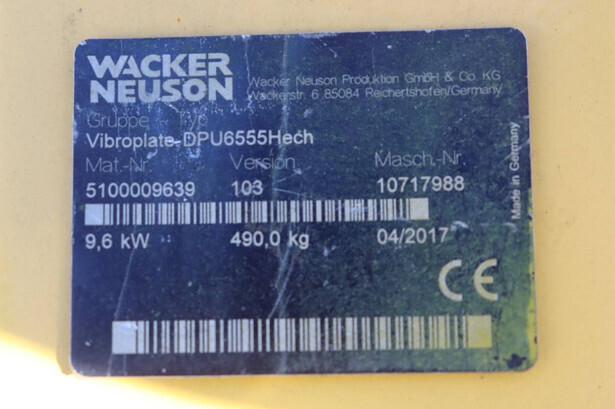 WACKER
NEUSON
Wacker Neuson Produktion GmbH & Co. KG
Wackerstr. 6 85084 Reichertshofen/Germany
Gruppe Typ
Vibroplate-DPU6555Hech
Mat.-Nr. Version Masch.-Nr.
5100009639 103 10717988
9,6 kW 490,0 kg 04/2017
Made in Germany
CE